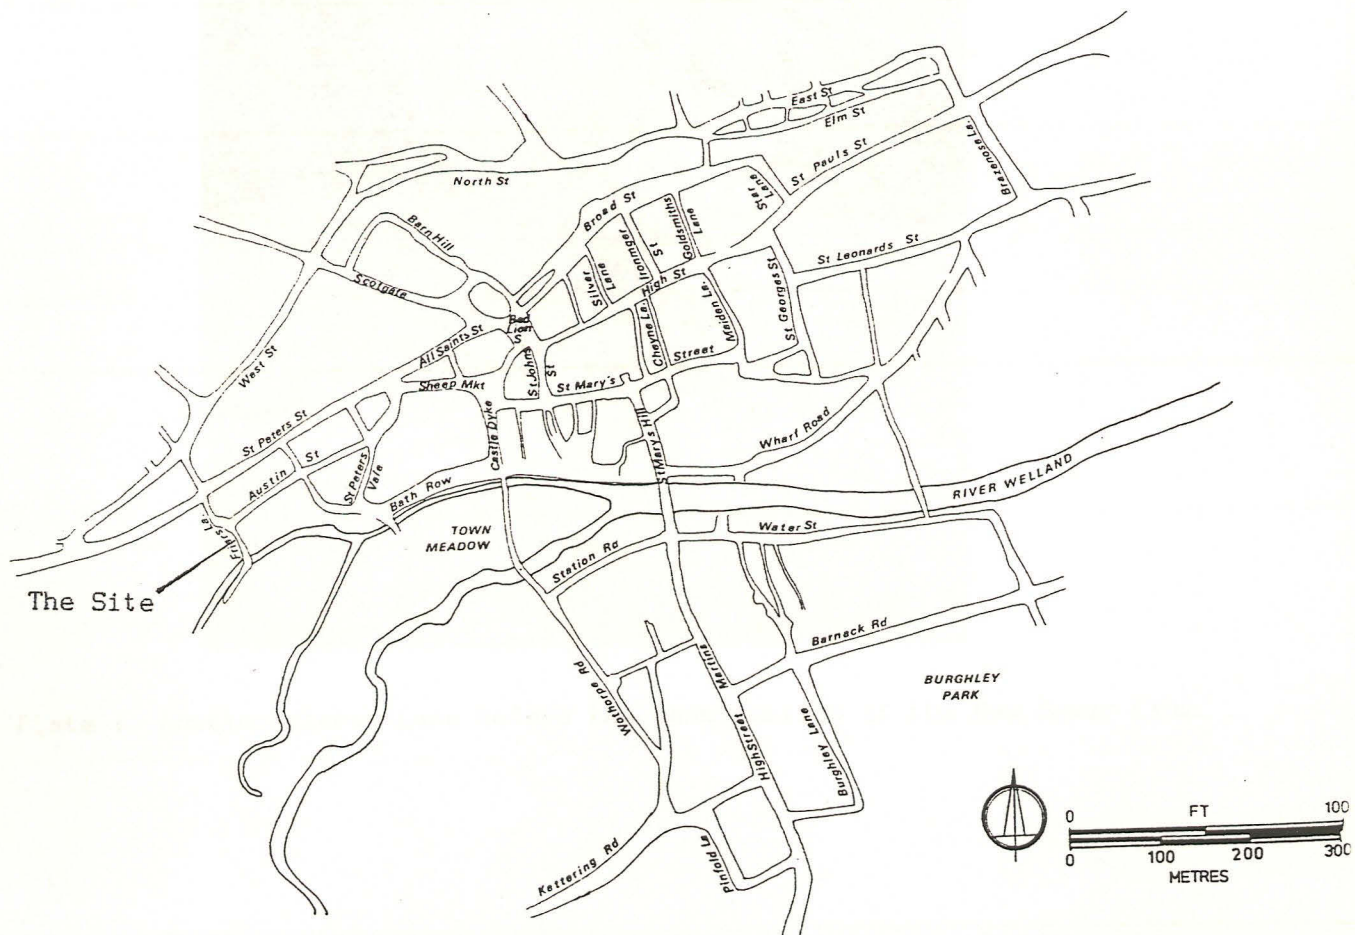 East St
Elm St
St Pauls St
Brazenose La.
North St
Star
Lane
Broad St
Goldsmiths
Lane
Ironmger
St
Barn Hill
Silver
Lane
High St
St Leonards St
Scotgate
St Georges St
Maiden La.
Cheyne La.
Red
Lion
S
All Saints St
West St
St Johns
St
Sheep Mkt
St Mary's
Street
Castle Dyke
St Marys Hill
Wharf Road
St Peters St
Austin St
St Peters
Vale
Bath Row
RIVER WELLAND
Friars La.
TOWN
MEADOW
Water St
Station Rd
The Site
Barnack Rd
BURGHLEY
PARK
Wothorpe Rd
High Street Martins
Burghley Lane
Kettering Rd
Pinfold La
0 FT 100
0 100 200 300
METRES